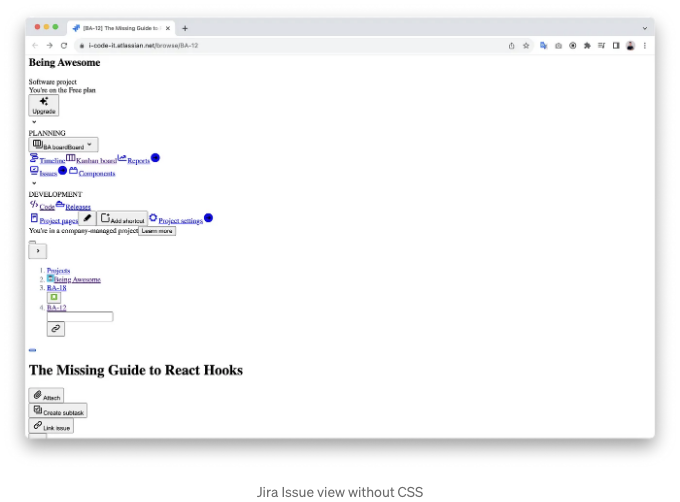 [BA-12] The Missing Guide to R
i-code-it.atlassian.net/browse/BA-12
Being Awesome
Software project
You're on the Free plan
Upgrade
PLANNING
BA boardBoard
Timeline Kanban board Reports
Issues Components
DEVELOPMENT
Code Releases
Project pages Add shortcut Project settings
You're in a company-managed project Learn more
1. Projects
2. Being Awesome
3. BA-18
4. BA-12
The Missing Guide to React Hooks
Attach
Create subtask
Link issue
Jira Issue view without CSS